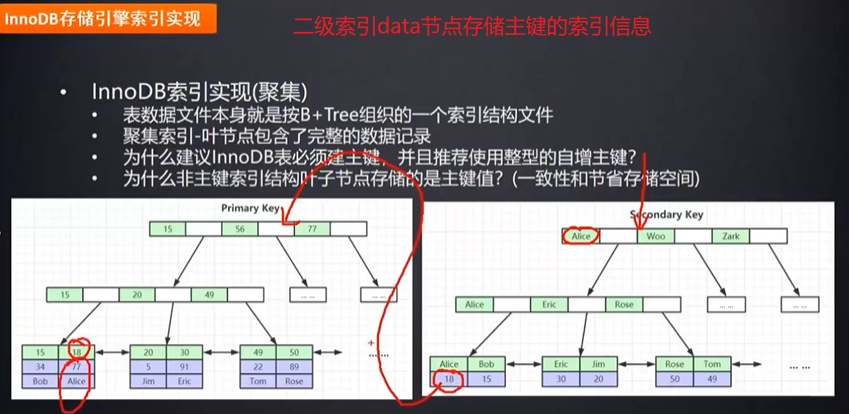 InnoDB存储引擎索引实现
二级索引data节点存储主键的索引信息
InnoDB索引实现(聚集)
表数据文件本身就是按B+Tree组织的一个索引结构文件
聚集索引-叶节点包含了完整的数据记录
为什么建议InnoDB表必须建主键，并且推荐使用整型的自增主键？
为什么非主键索引结构叶子节点存储的是主键值？(一致性和节省存储空间)
Primary Key
15 56 77
15 20 49 ... ... ... ...
15 18 20 30 49 50 ... ...
34 77 5 91 22 89
Bob Alice Jim Eric Tom Rose
Secondary Key
Alice Woo Zark
Alice Eric Rose ... ... ... ...
Alice Bob Eric Jim Rose Tom ... ...
18 15 30 20 50 49